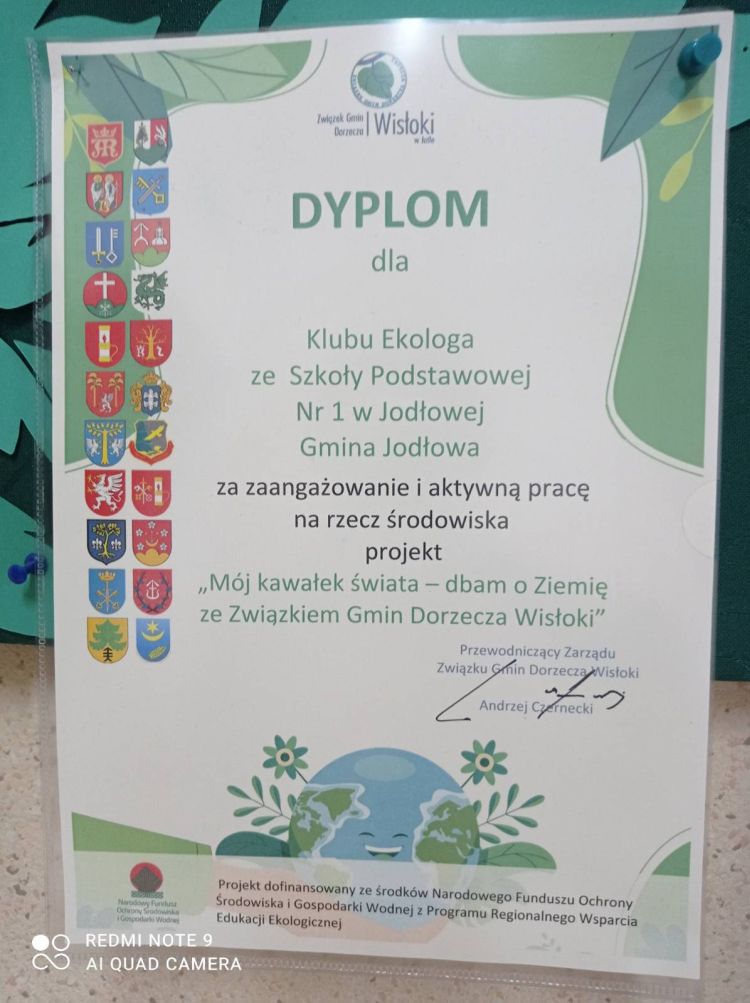 Związek Gmin
Dorzecza
Wisłoki
w Jaśle
DYPLOM
dla
Klubu Ekologa
ze Szkoły Podstawowej
Nr 1 w Jodłowej
Gmina Jodłowa
za zaangażowanie i aktywną pracę
na rzecz środowiska
projekt
„Mój kawałek świata – dbam o Ziemię
ze Związkiem Gmin Dorzecza Wisłoki”
Przewodniczący Zarządu
Związku Gmin Dorzecza Wisłoki
Andrzej Czernecki
Narodowy Fundusz
Ochrony Środowiska
i Gospodarki Wodnej
Projekt dofinansowany ze środków Narodowego Funduszu Ochrony
Środowiska i Gospodarki Wodnej z Programu Regionalnego Wsparcia
Edukacji Ekologicznej
REDMI NOTE 9
AI QUAD CAMERA